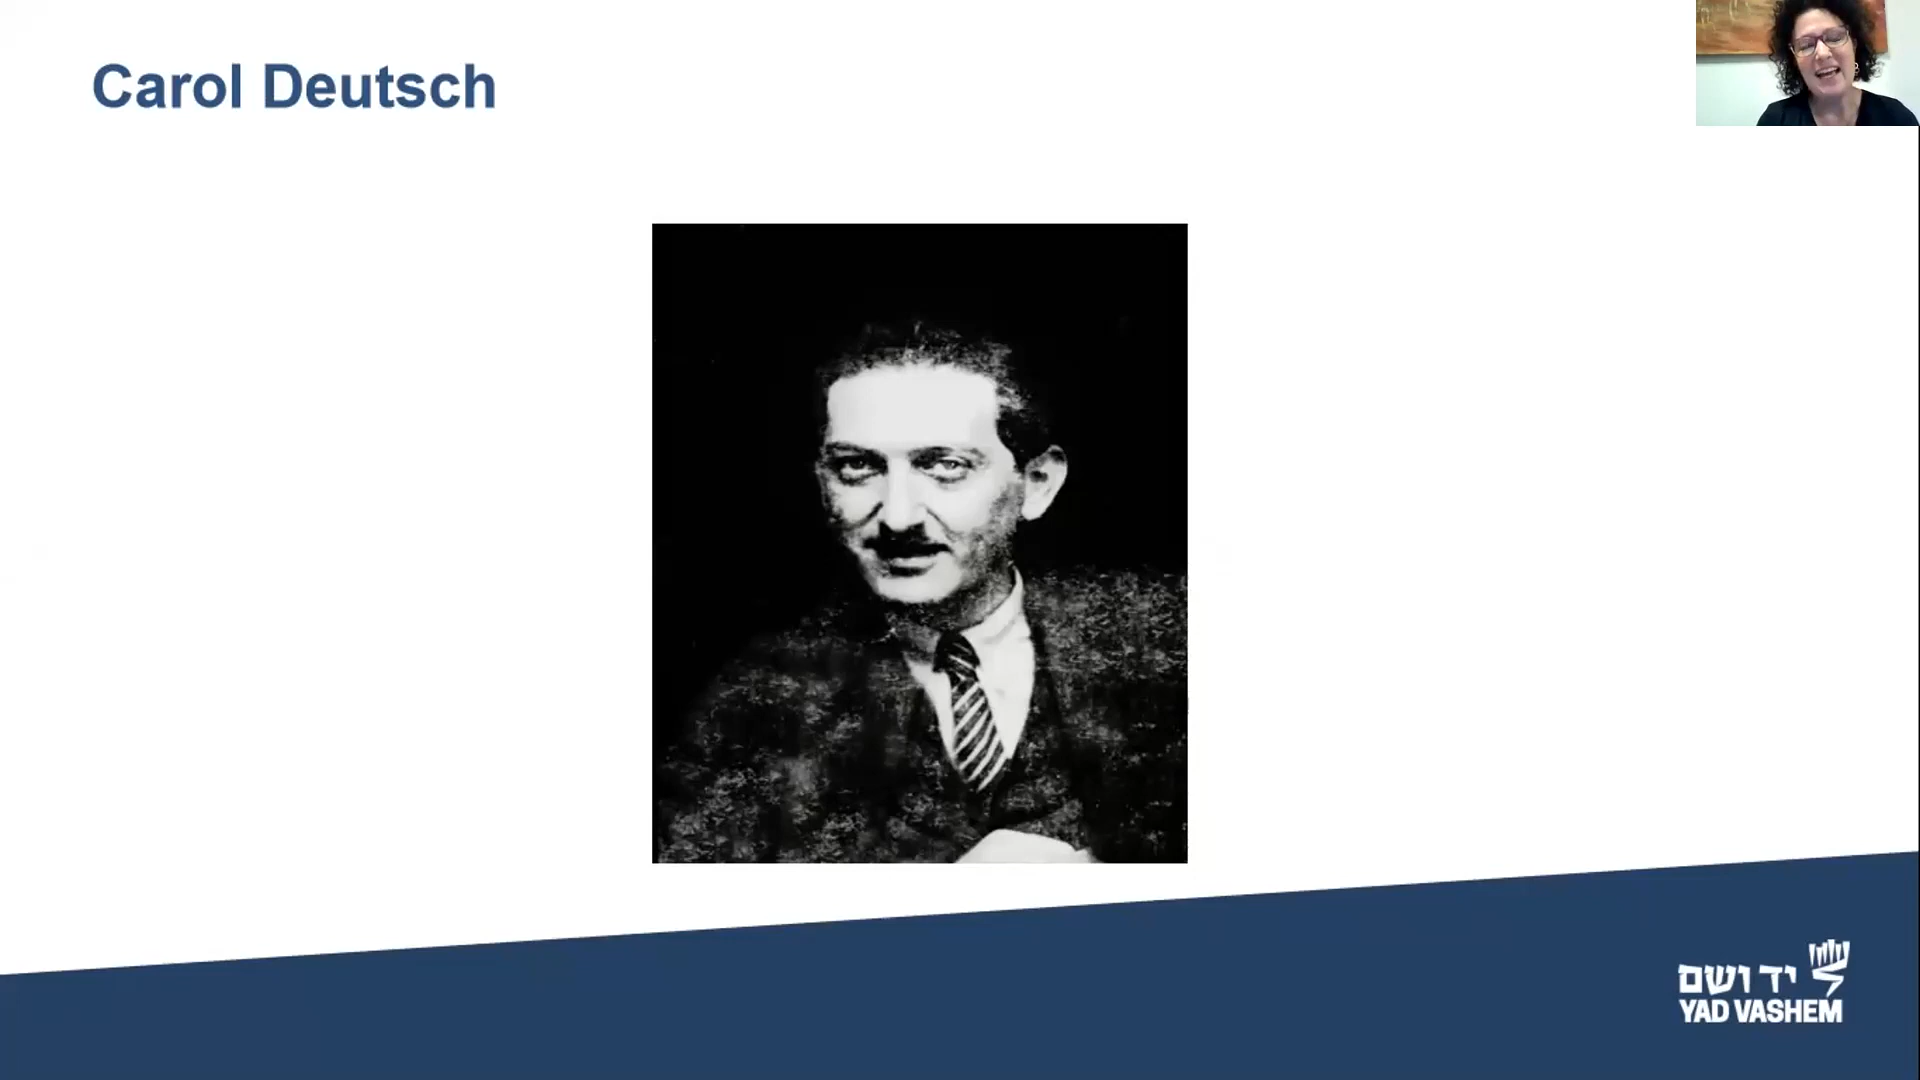 Carol Deutsch
יד ושם
YAD VASHEM